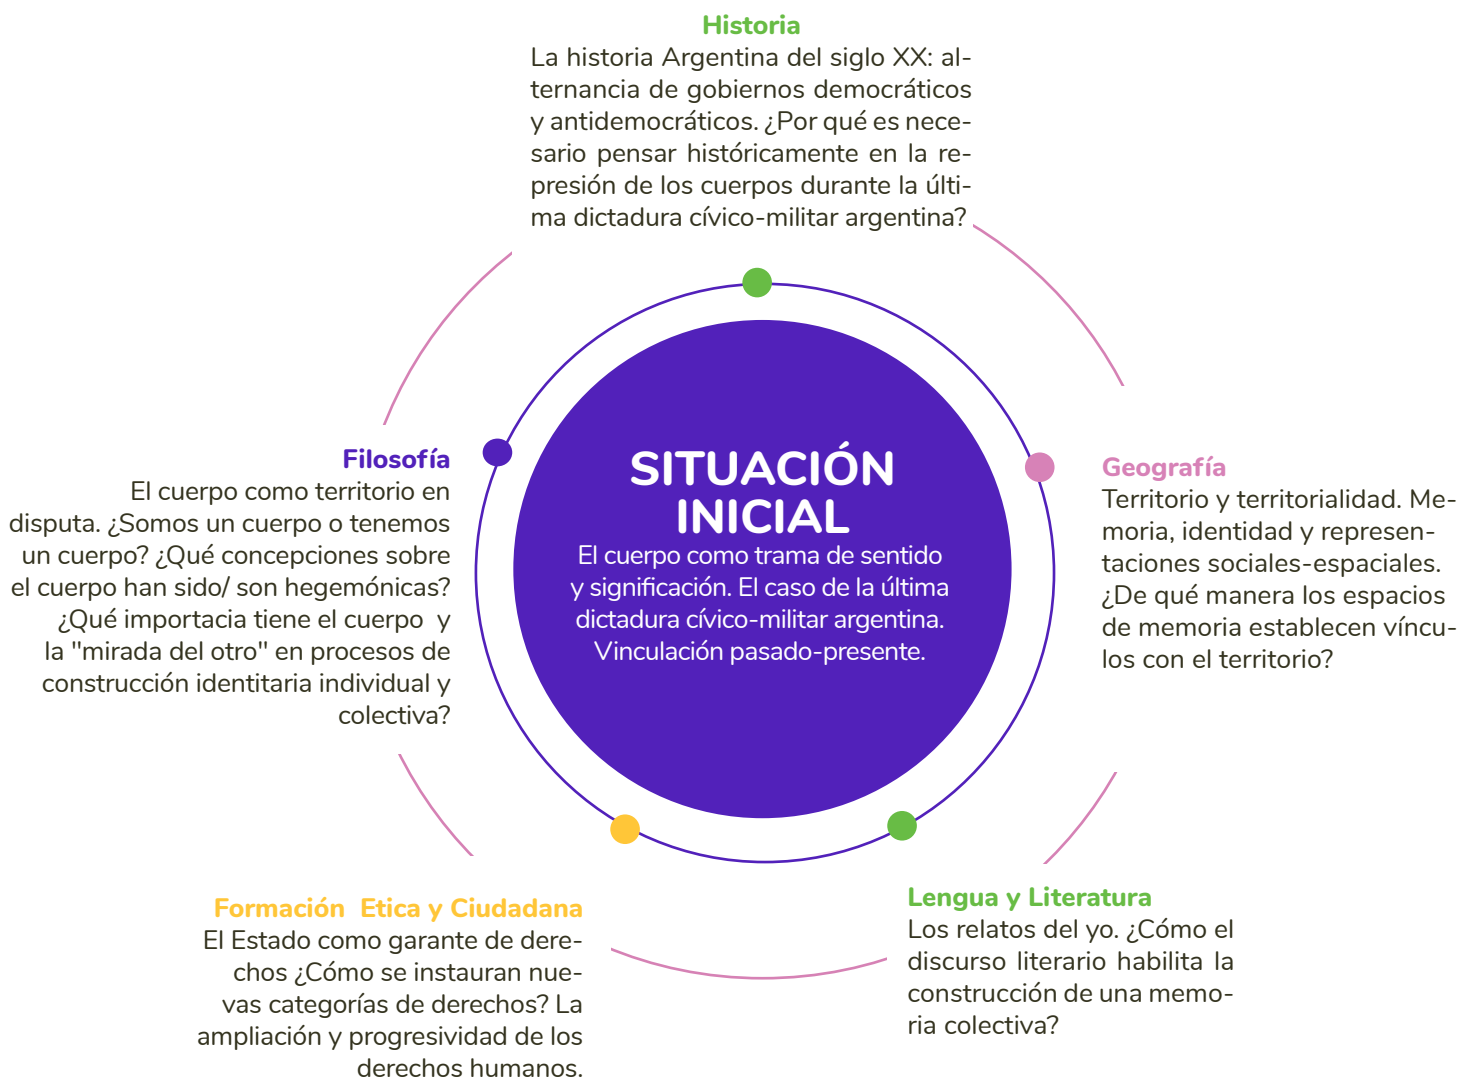 Historia
La historia Argentina del siglo XX: al-
ternancia de gobiernos democráticos
y antidemocráticos. ¿Por qué es nece-
sario pensar históricamente en la re-
presión de los cuerpos durante la últi-
ma dictadura cívico-militar argentina?
Filosofía
El cuerpo como territorio en
disputa. ¿Somos un cuerpo o tenemos
un cuerpo? ¿Qué concepciones sobre
el cuerpo han sido/ son hegemónicas?
¿Qué importacia tiene el cuerpo y
la "mirada del otro" en procesos de
construcción identitaria individual y
colectiva?
SITUACIÓN
INICIAL
El cuerpo como trama de sentido
y significación. El caso de la última
dictadura cívico-militar argentina.
Vinculación pasado-presente.
Geografía
Territorio y territorialidad. Me-
moria, identidad y represen-
taciones sociales-espaciales.
¿De qué manera los espacios
de memoria establecen víncu-
los con el territorio?
Formación Etica y Ciudadana
El Estado como garante de dere-
chos ¿Cómo se instauran nue-
vas categorías de derechos? La
ampliación y progresividad de los
derechos humanos.
Lengua y Literatura
Los relatos del yo. ¿Cómo el
discurso literario habilita la
construcción de una memo-
ria colectiva?